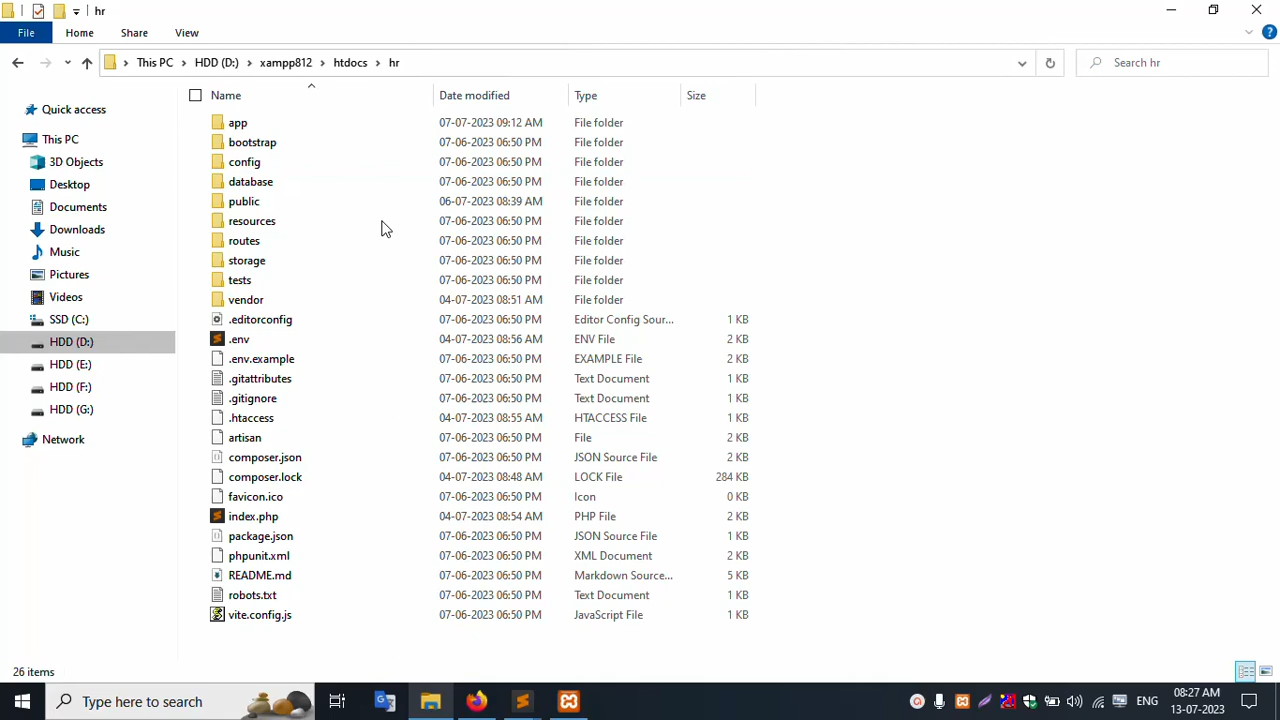 hr
File Home Share View
This PC HDD (D:) xampp812 htdocs hr Search hr
Name Date modified Type Size
Quick access
This PC
3D Objects
Desktop
Documents
Downloads
Music
Pictures
Videos
SSD (C:)
HDD (D:)
HDD (E:)
HDD (F:)
HDD (G:)
Network
app 07-07-2023 09:12 AM File folder
bootstrap 07-06-2023 06:50 PM File folder
config 07-06-2023 06:50 PM File folder
database 07-06-2023 06:50 PM File folder
public 06-07-2023 08:39 AM File folder
resources 07-06-2023 06:50 PM File folder
routes 07-06-2023 06:50 PM File folder
storage 07-06-2023 06:50 PM File folder
tests 07-06-2023 06:50 PM File folder
vendor 04-07-2023 08:51 AM File folder
.editorconfig 07-06-2023 06:50 PM Editor Config Sour... 1 KB
.env 04-07-2023 08:56 AM ENV File 2 KB
.env.example 07-06-2023 06:50 PM EXAMPLE File 2 KB
.gitattributes 07-06-2023 06:50 PM Text Document 1 KB
.gitignore 07-06-2023 06:50 PM Text Document 1 KB
.htaccess 04-07-2023 08:55 AM HTACCESS File 1 KB
artisan 07-06-2023 06:50 PM File 2 KB
composer.json 07-06-2023 06:50 PM JSON Source File 2 KB
composer.lock 04-07-2023 08:48 AM LOCK File 284 KB
favicon.ico 07-06-2023 06:50 PM Icon 0 KB
index.php 04-07-2023 08:54 AM PHP File 2 KB
package.json 07-06-2023 06:50 PM JSON Source File 1 KB
phpunit.xml 07-06-2023 06:50 PM XML Document 2 KB
README.md 07-06-2023 06:50 PM Markdown Source... 5 KB
robots.txt 07-06-2023 06:50 PM Text Document 1 KB
vite.config.js 07-06-2023 06:50 PM JavaScript File 1 KB
26 items
Type here to search
ENG
08:27 AM
13-07-2023